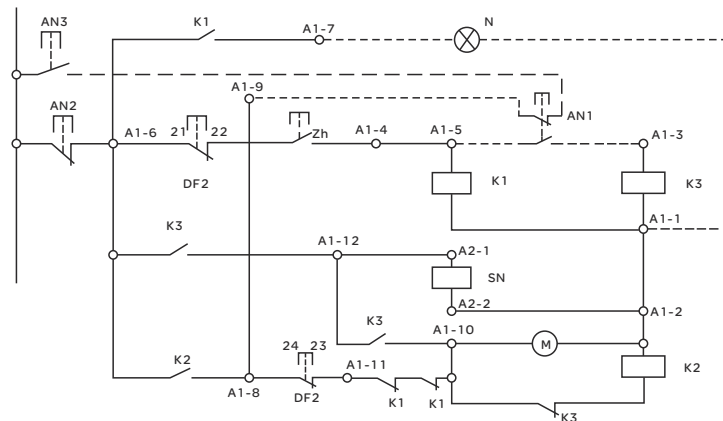 AN3
K1
A1-7
N
A1-9
AN2
A1-6
21
22
Zh
A1-4
A1-5
AN1
A1-3
DF2
K1
K3
A1-1
K3
A1-12
A2-1
SN
A2-2
A1-2
K3
A1-10
M
K2
24
23
A1-11
K2
A1-8
DF2
K1
K1
K3